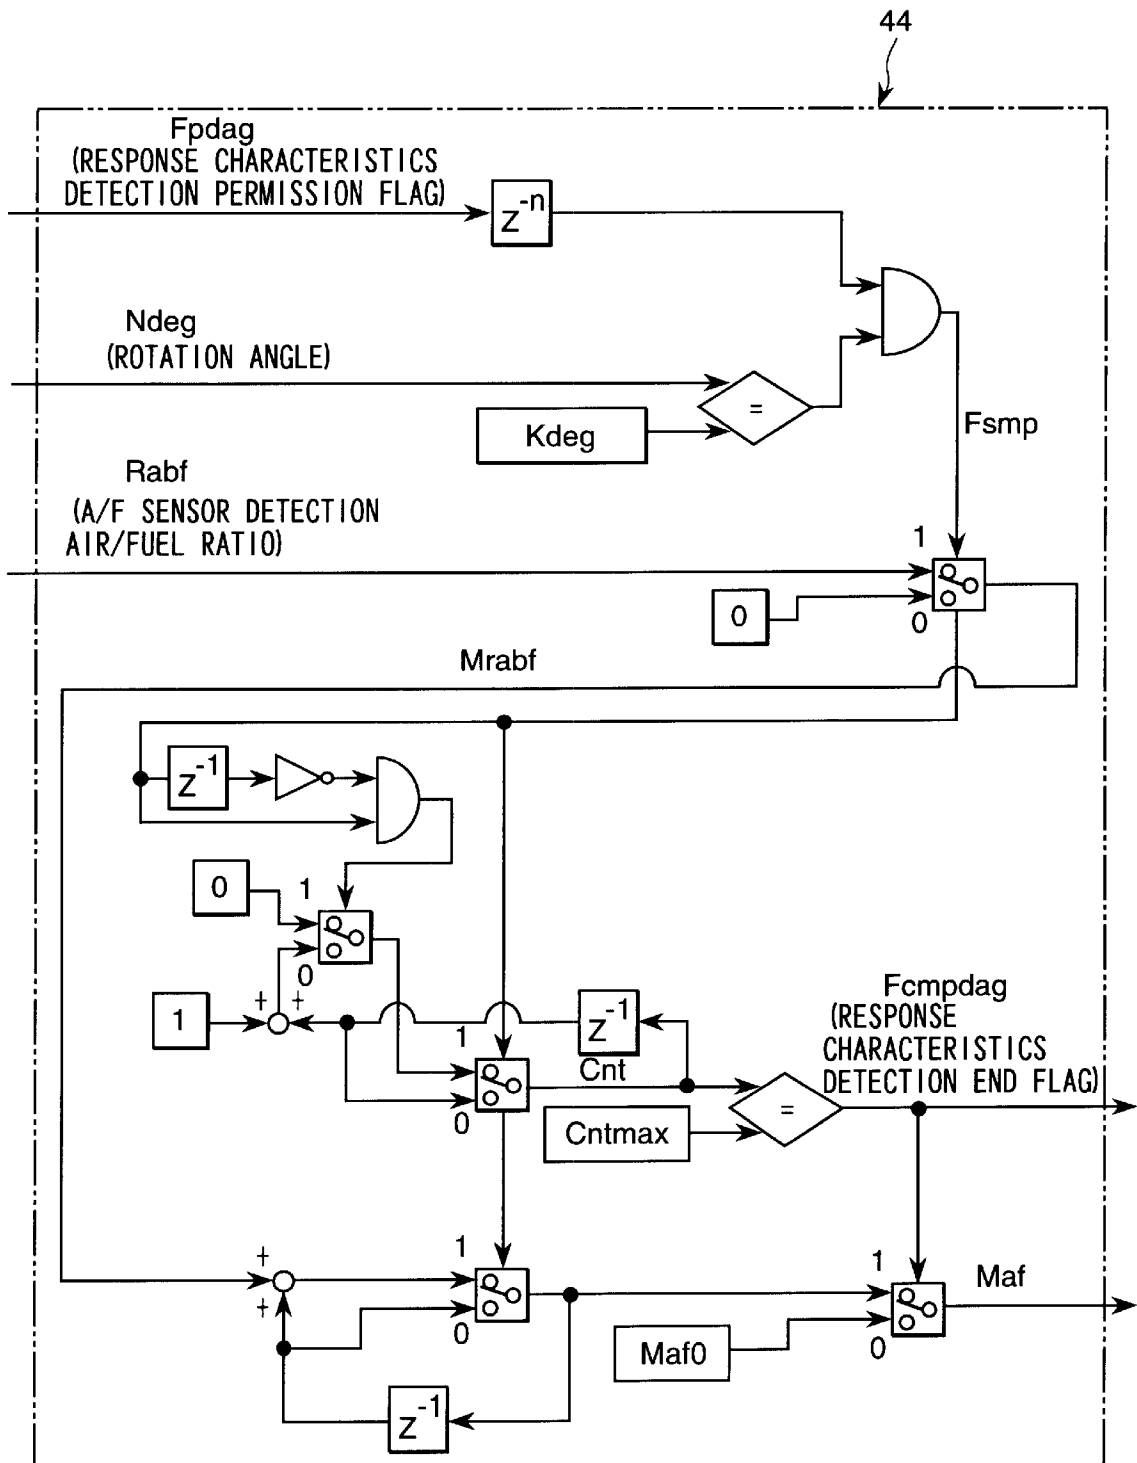 44
Fpdag
(RESPONSE CHARACTERISTICS
DETECTION PERMISSION FLAG)
z-n
Ndeg
(ROTATION ANGLE)
=
Kdeg
Fsmp
Rabf
(A/F SENSOR DETECTION
AIR/FUEL RATIO)
1
0
0
Mrabf
z-1
0
1
0
+ +
1
z-1
1
Cnt
0
Fcmpdag
(RESPONSE
CHARACTERISTICS
DETECTION END FLAG)
=
Cntmax
+
1
+
0
1
Maf
Maf0
0
z-1